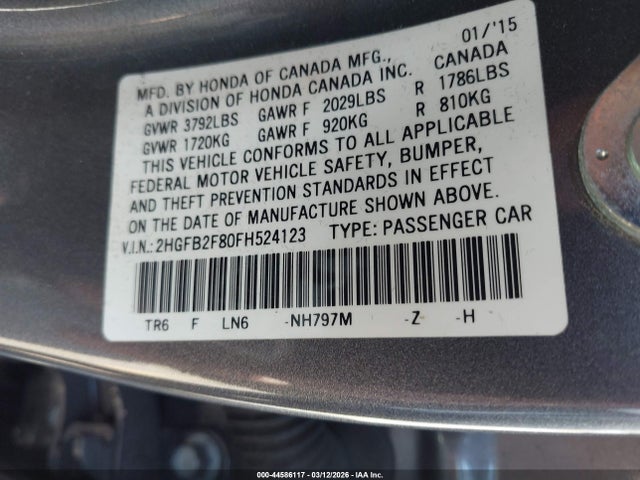 MFD. BY HONDA OF CANADA MFG., 01/'15
A DIVISION OF HONDA CANADA INC. CANADA
GVWR 3792LBS GAWR F 2029LBS R 1786LBS
GVWR 1720KG GAWR F 920KG R 810KG
THIS VEHICLE CONFORMS TO ALL APPLICABLE
FEDERAL MOTOR VEHICLE SAFETY, BUMPER,
AND THEFT PREVENTION STANDARDS IN EFFECT
ON THE DATE OF MANUFACTURE SHOWN ABOVE.
V.I.N.: 2HGFB2F80FH524123 TYPE: PASSENGER CAR
TR6 F LN6 -NH797M -Z -H
000-44586117 - 03/12/2026 - IAA Inc.